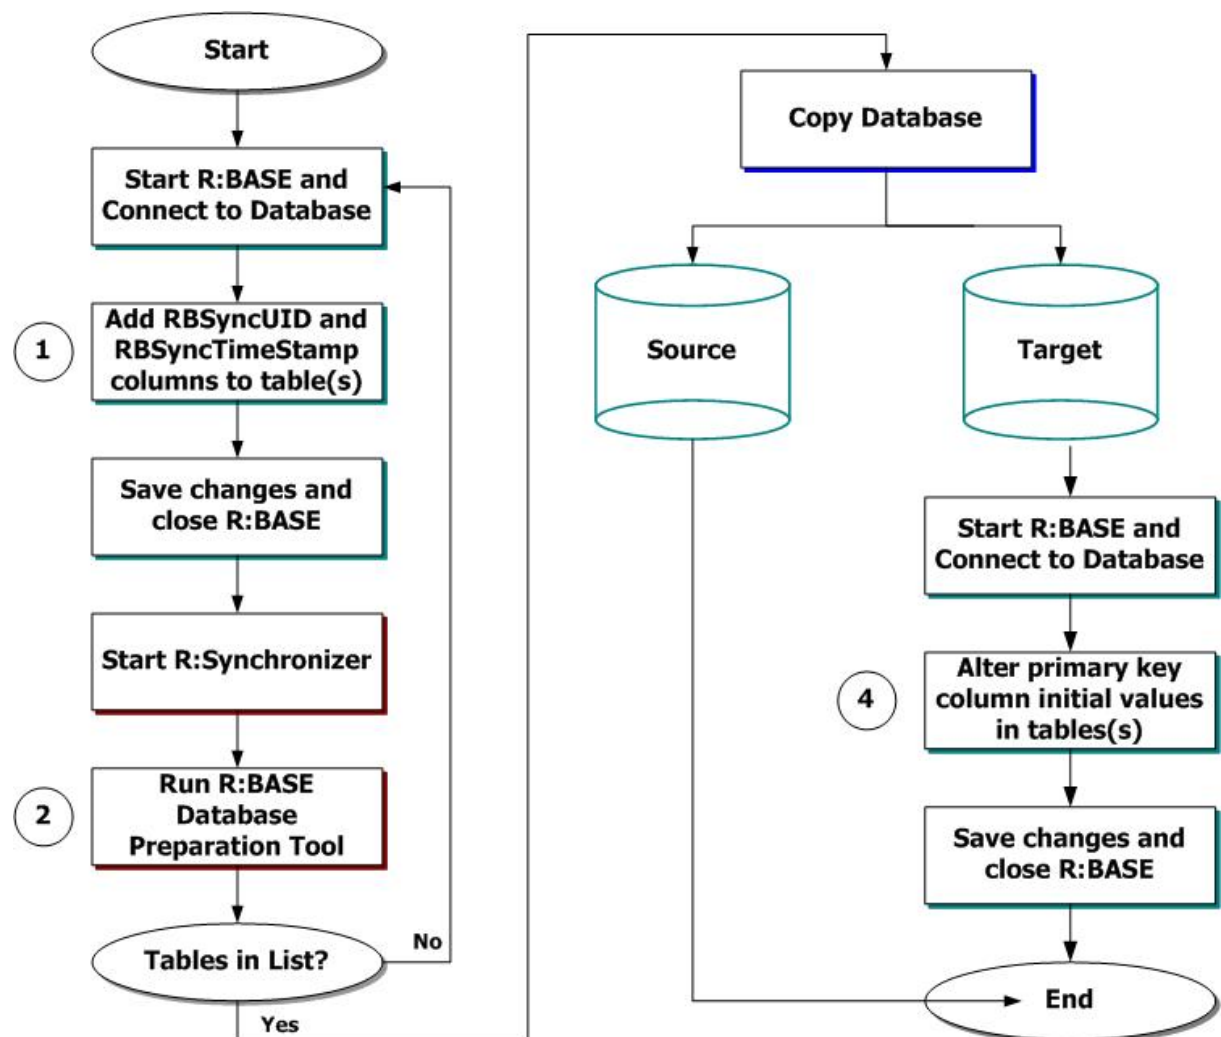 Start
Start R:BASE and
Connect to Database
1
Add RBSyncUID and
RBSyncTimeStamp
columns to table(s)
Save changes and
close R:BASE
Start R:Synchronizer
2
Run R:BASE
Database
Preparation Tool
Tables in List?
No
Yes
Copy Database
Source
Target
Start R:BASE and
Connect to Database
4
Alter primary key
column initial values
in tables(s)
Save changes and
close R:BASE
End